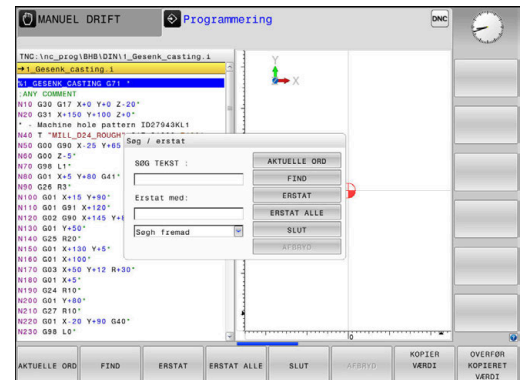 MANUEL DRIFT
Programmering
DNC
TNC:\nc_prog\BHB\DIN\1_Gesenk_casting.i
→1_Gesenk_casting.i
%1_GESENK_CASTING G71 *
;ANY COMMENT
N10 G30 G17 X+0 Y+0 Z-20*
N20 G31 X+150 Y+100 Z+0*
* - Machine hole pattern ID27943KL1
N40 T "MILL_D24_ROUGH"
N50 G00 G90 X-25 Y+65
N60 G00 Z-5*
N70 G98 L1*
N80 G01 X+5 Y+80 G41*
N90 G26 R3*
N100 G01 X+15 Y+90*
N110 G01 G91 X+120*
N120 G02 G90 X+145 Y+
N130 G01 Y+50*
N140 G25 R20*
N150 G01 X+130 Y+5*
N160 G01 X+100*
N170 G03 X+50 Y+12 R+30*
N180 G01 X+5*
N190 G24 R10*
N200 G01 Y+80*
N210 G27 R10*
N220 G01 X-20 Y+90 G40*
N230 G98 L0*
Y
X
0
Søg / erstat
SØG TEKST :
Erstat med:
Søgh fremad
AKTUELLE ORD
FIND
ERSTAT
ERSTAT ALLE
SLUT
AFBRYD
AKTUELLE ORD
FIND
ERSTAT
ERSTAT ALLE
SLUT
AFBRYD
KOPIER
VÆRDI
OVERFØR
KOPIERET
VÆRDI